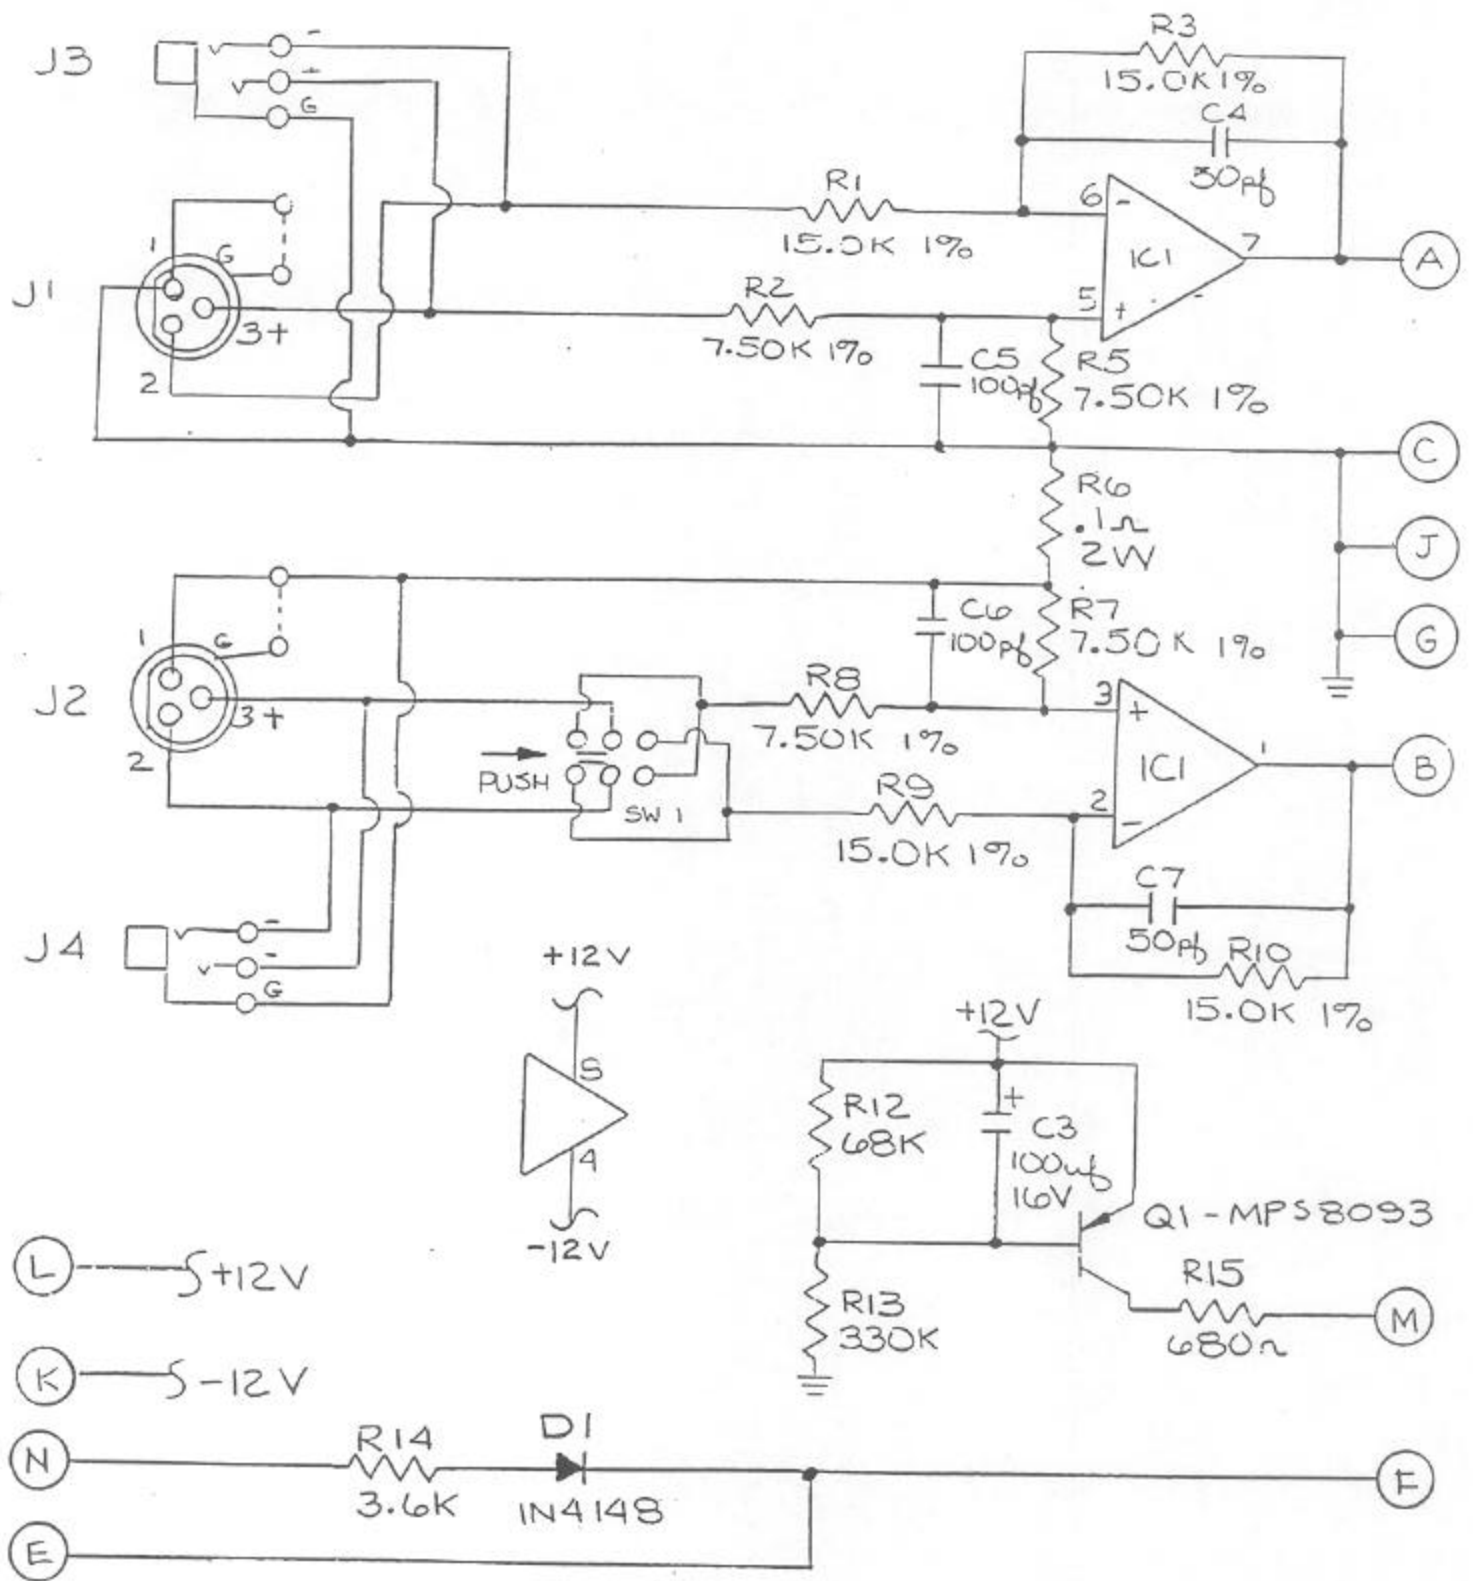 J3
-
+
G
R3
15.0K 1%
C4
50pf
R1
15.0K 1%
6
-
IC1
7
A
5
+
J1
1
G
3+
2
R2
7.50K 1%
C5
100pf
R5
7.50K 1%
C
R6
.1Ω
2W
J
G
C6
100pf
R7
7.50K 1%
J2
1
G
3+
2
PUSH
SW 1
R8
7.50K 1%
3
+
IC1
1
B
R9
15.0K 1%
2
-
C7
50pf
R10
15.0K 1%
J4
-
-
G
+12V
4
-12V
+12V
R12
68K
+
C3
100uf
16V
Q1-MPS8093
R13
330K
R15
680Ω
M
L
+12V
K
-12V
N
R14
3.6K
D1
1N4148
F
E